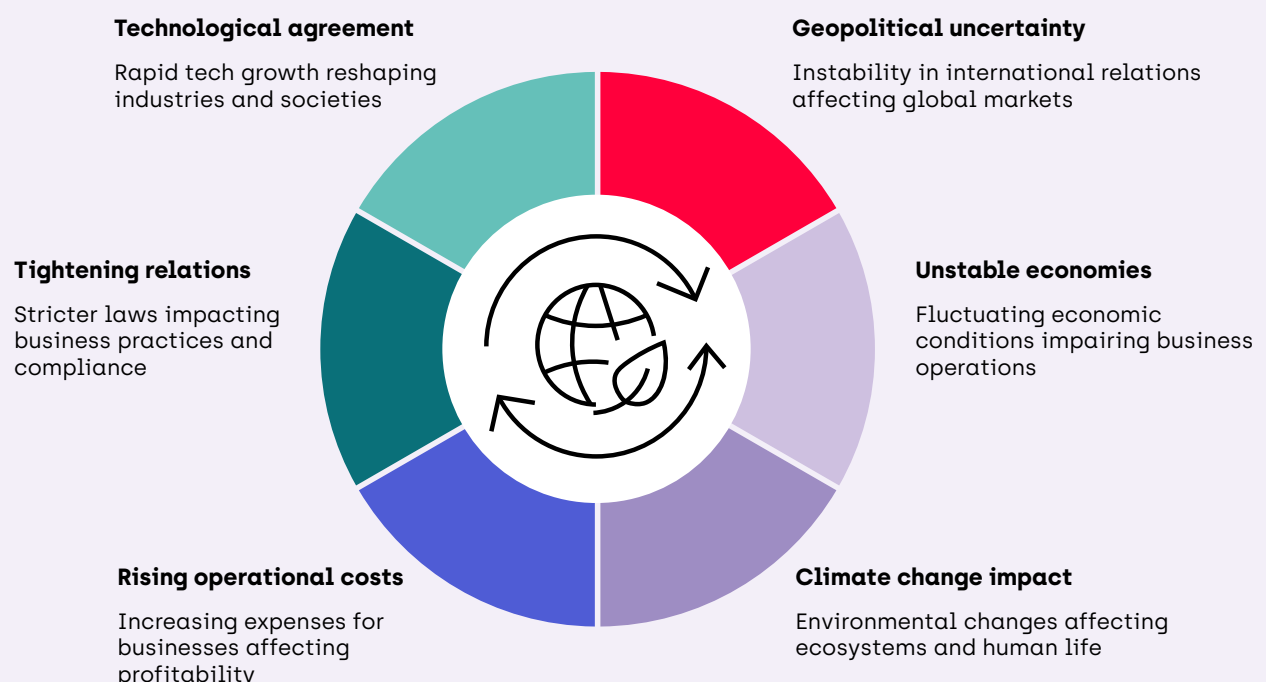 Technological agreement
Rapid tech growth reshaping
industries and societies
Geopolitical uncertainty
Instability in international relations
affecting global markets
Tightening relations
Stricter laws impacting
business practices and
compliance
Unstable economies
Fluctuating economic
conditions impairing business
operations
Rising operational costs
Increasing expenses for
businesses affecting
profitability
Climate change impact
Environmental changes affecting
ecosystems and human life